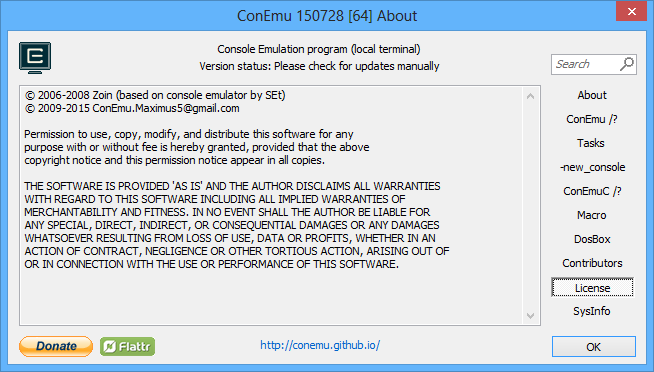 ConEmu 150728 [64] About
Console Emulation program (local terminal)
Version status: Please check for updates manually
Search
© 2006-2008 Zoin (based on console emulator by SEt)
© 2009-2015 ConEmu.Maximus5@gmail.com
Permission to use, copy, modify, and distribute this software for any
purpose with or without fee is hereby granted, provided that the above
copyright notice and this permission notice appear in all copies.
THE SOFTWARE IS PROVIDED 'AS IS' AND THE AUTHOR DISCLAIMS ALL WARRANTIES
WITH REGARD TO THIS SOFTWARE INCLUDING ALL IMPLIED WARRANTIES OF
MERCHANTABILITY AND FITNESS. IN NO EVENT SHALL THE AUTHOR BE LIABLE FOR
ANY SPECIAL, DIRECT, INDIRECT, OR CONSEQUENTIAL DAMAGES OR ANY DAMAGES
WHATSOEVER RESULTING FROM LOSS OF USE, DATA OR PROFITS, WHETHER IN AN
ACTION OF CONTRACT, NEGLIGENCE OR OTHER TORTIOUS ACTION, ARISING OUT OF
OR IN CONNECTION WITH THE USE OR PERFORMANCE OF THIS SOFTWARE.
About
ConEmu /?
Tasks
-new_console
ConEmuC /?
Macro
DosBox
Contributors
License
SysInfo
Donate
Flattr
http://conemu.github.io/
OK